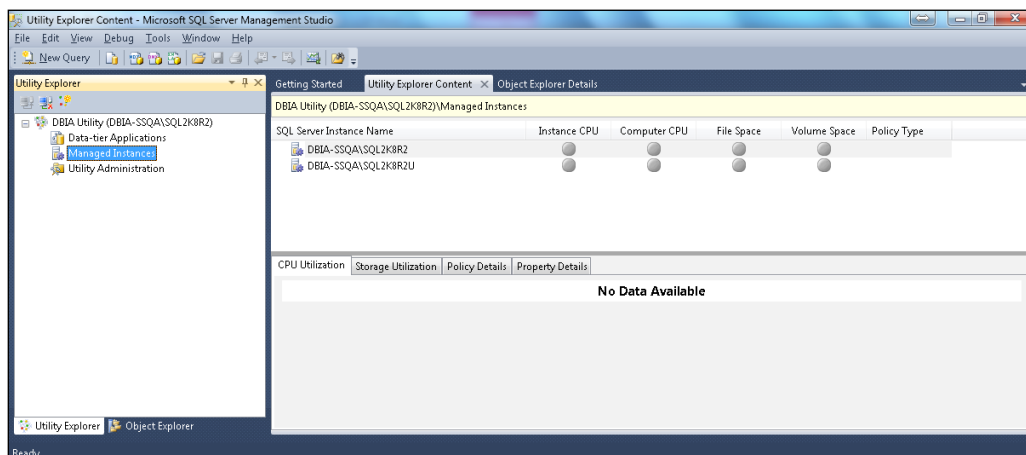 Utility Explorer Content - Microsoft SQL Server Management Studio
File Edit View Debug Tools Window Help
New Query
Utility Explorer
Getting Started Utility Explorer Content Object Explorer Details
DBIA Utility (DBIA-SSQA\SQL2K8R2)
Data-tier Applications
Managed Instances
Utility Administration
DBIA Utility (DBIA-SSQA\SQL2K8R2)\Managed Instances
SQL Server Instance Name Instance CPU Computer CPU File Space Volume Space Policy Type
DBIA-SSQA\SQL2K8R2
DBIA-SSQA\SQL2K8R2U
CPU Utilization Storage Utilization Policy Details Property Details
No Data Available
Utility Explorer Object Explorer
Ready